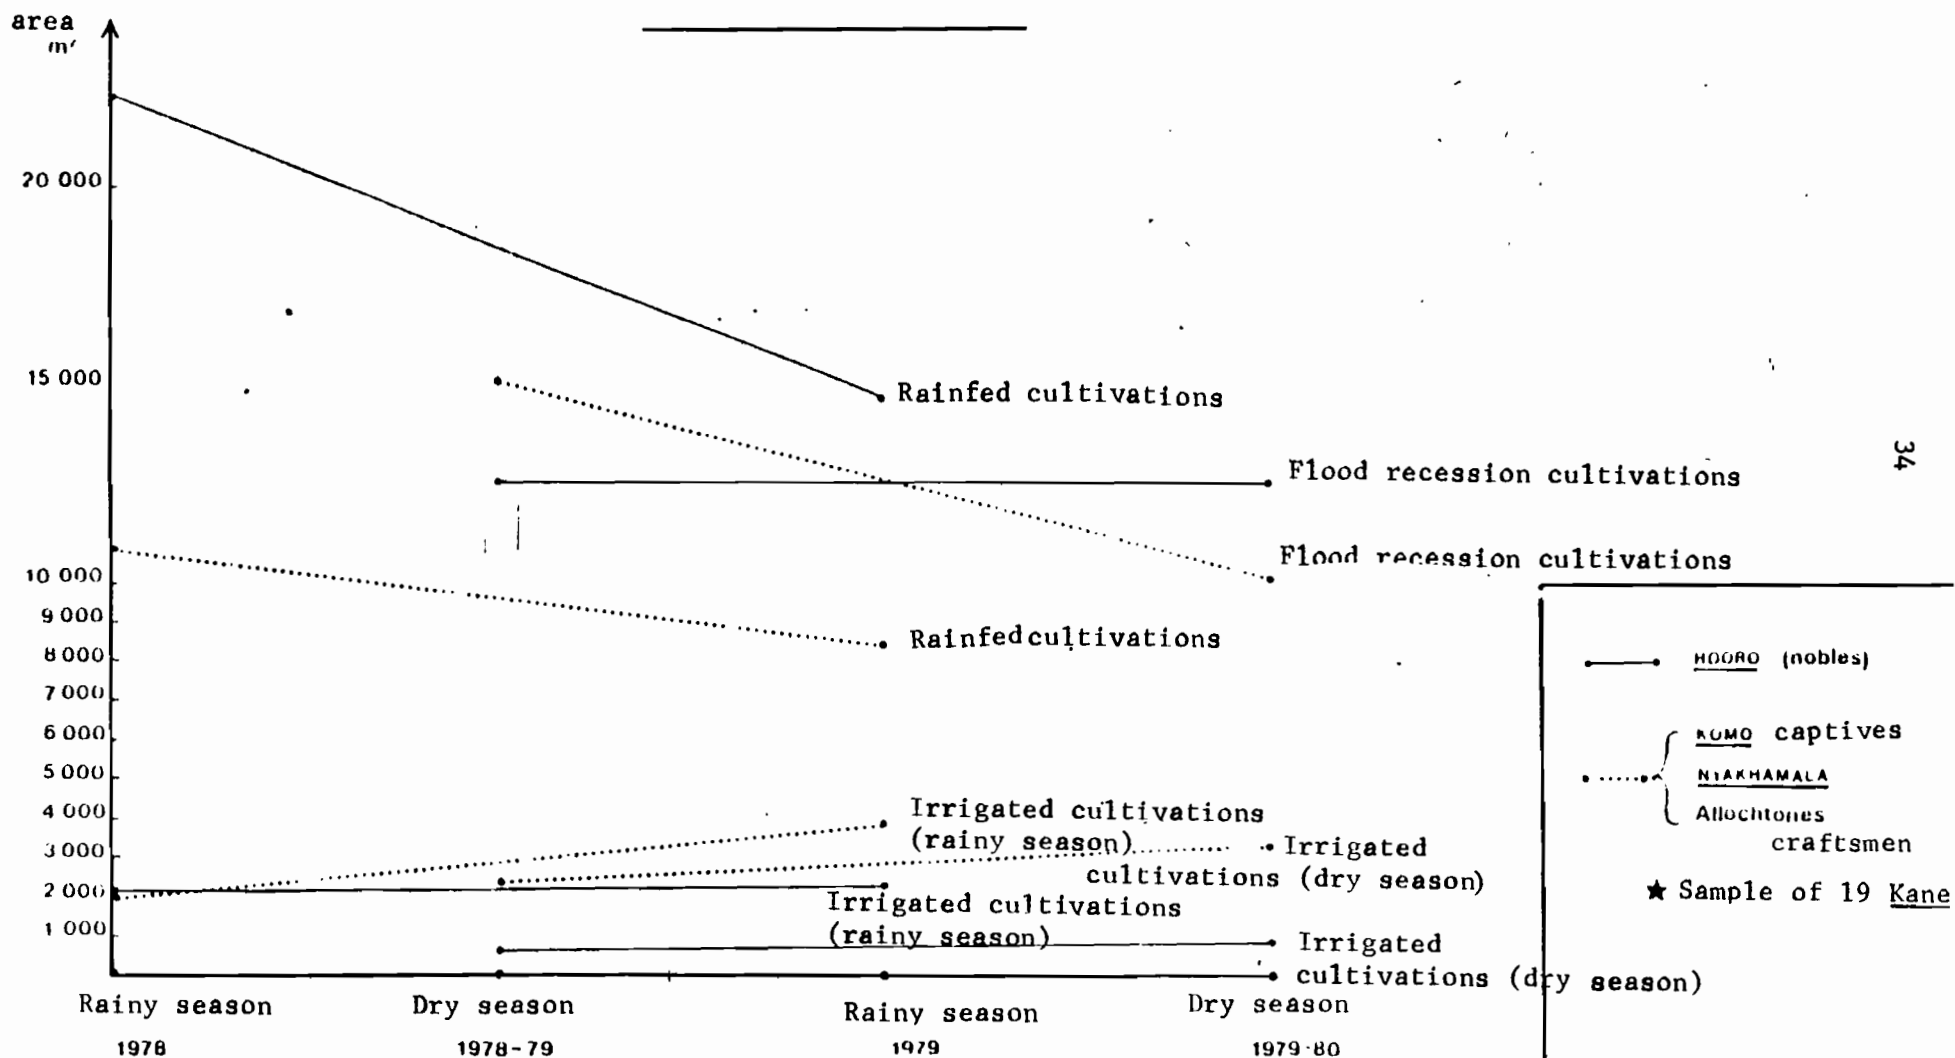 area
20 000
15 000
10 000
9 000
8 000
7 000
6 000
5 000
4 000
3 000
2 000
1 000
Rainfed cultivations
Flood recession cultivations
Flood recession cultivations
Rainfed cultivations
Irrigated cultivations
(rainy season)
Irrigated
cultivations (dry season)
Irrigated cultivations
(rainy season)
Irrigated
cultivations (dry season)
Rainy season
1978
Dry season
1978-79
Rainy season
1979
Dry season
1979-80
HOORO (nobles)
KOMO captives
NYAKHAMALA
Allochtones
craftsmen
★ Sample of 19 Kane
34